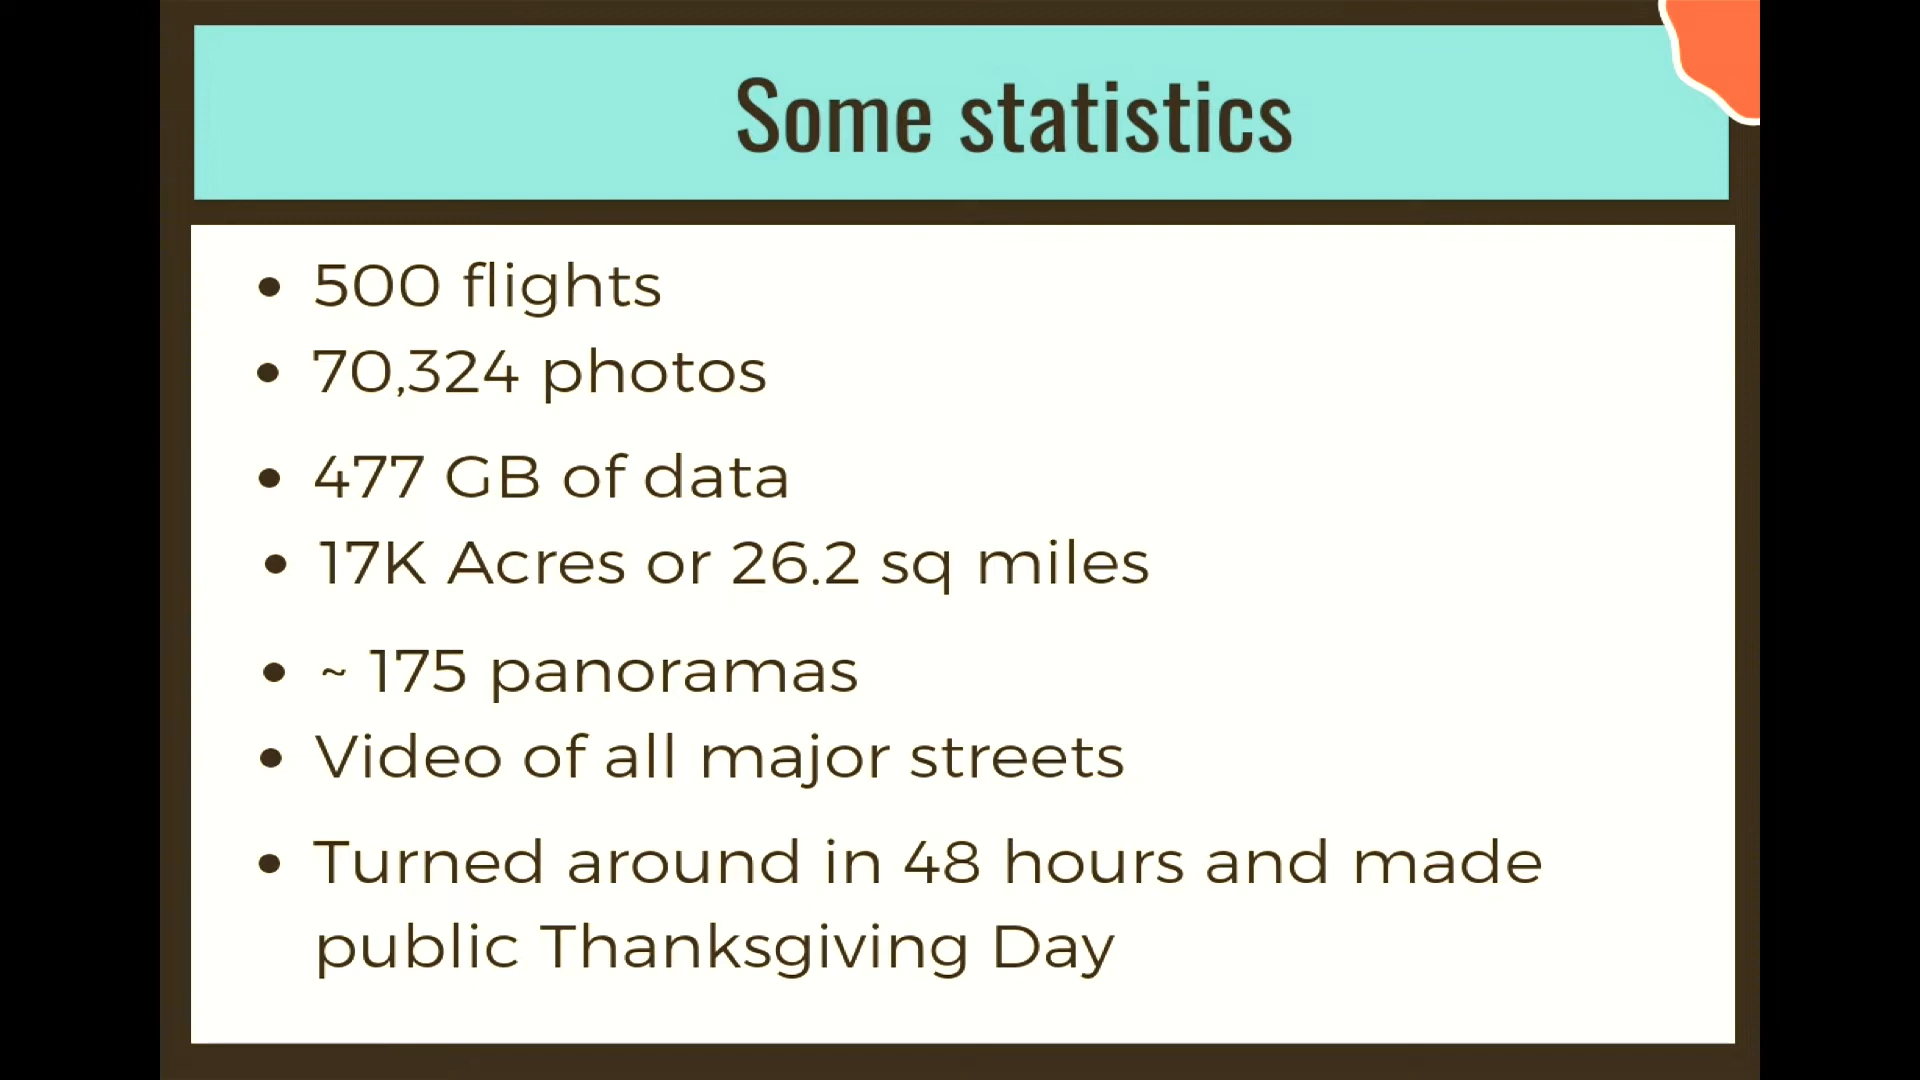 Some statistics
• 500 flights
• 70,324 photos
• 477 GB of data
• 17K Acres or 26.2 sq miles
• ~ 175 panoramas
• Video of all major streets
• Turned around in 48 hours and made
public Thanksgiving Day